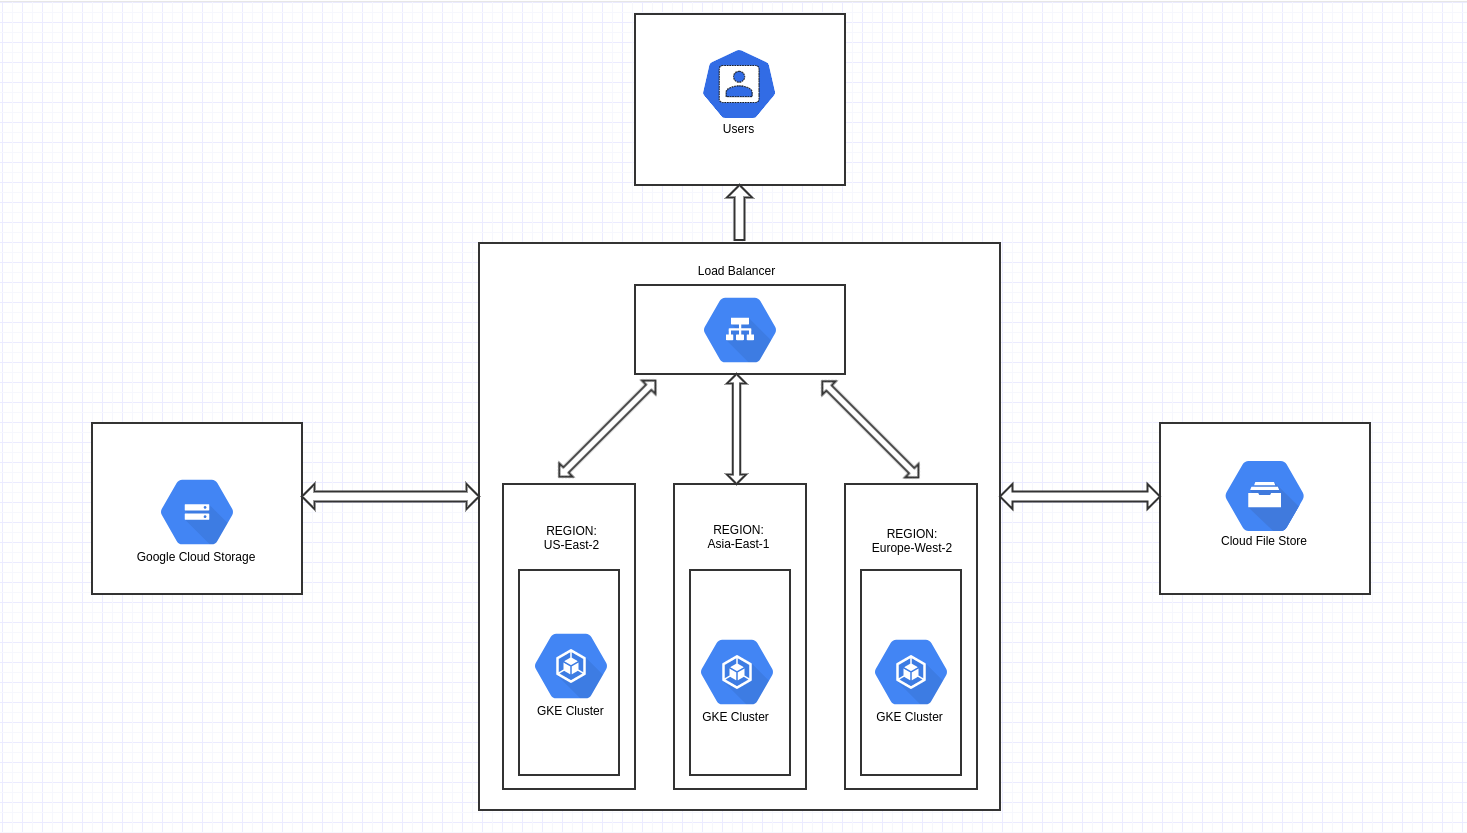 Users
Load Balancer
Google Cloud Storage
REGION:
US-East-2
GKE Cluster
REGION:
Asia-East-1
GKE Cluster
REGION:
Europe-West-2
GKE Cluster
Cloud File Store